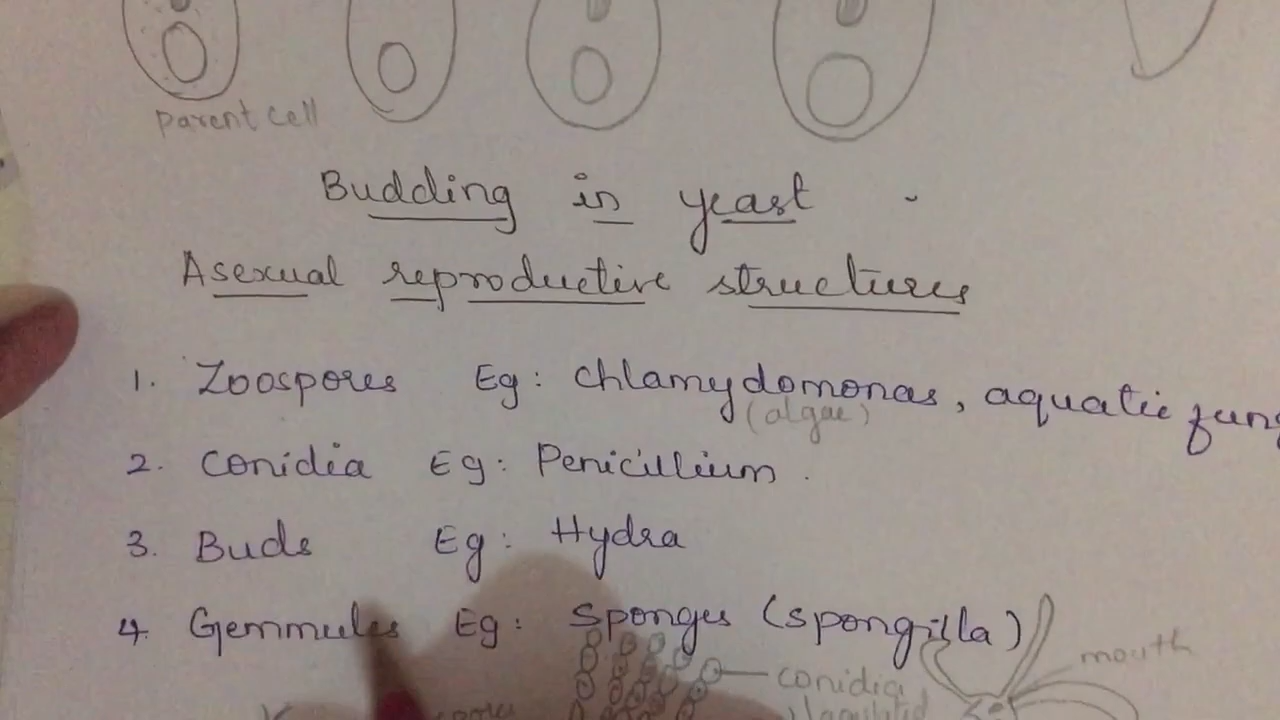 parent cell
Budding in yeast
Asexual reproductive structures
1. Zoospores Eg: Chlamydomonas, aquatic fung
(algae)
2. Conidia Eg: Penicillium.
3. Buds Eg: Hydra
4. Gemmules Eg: Sponges (spongilla)
mouth
conidia